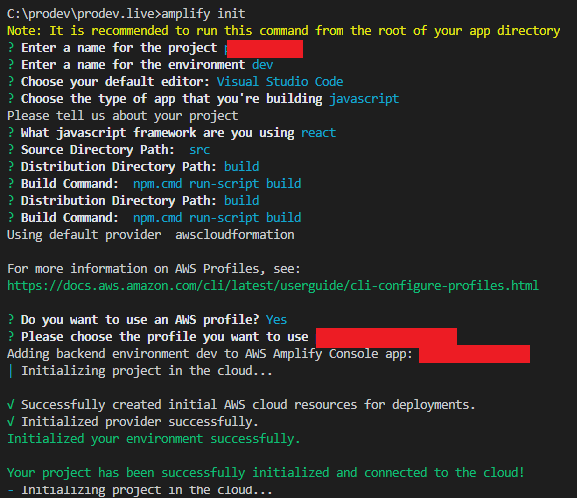 C:\prodev\prodev.live>amplify init
Note: It is recommended to run this command from the root of your app directory
? Enter a name for the project
? Enter a name for the environment dev
? Choose your default editor: Visual Studio Code
? Choose the type of app that you're building javascript
Please tell us about your project
? What javascript framework are you using react
? Source Directory Path:  src
? Distribution Directory Path: build
? Build Command:  npm.cmd run-script build
? Distribution Directory Path: build
? Build Command:  npm.cmd run-script build
Using default provider  awscloudformation
For more information on AWS Profiles, see:
https://docs.aws.amazon.com/cli/latest/userguide/cli-configure-profiles.html
? Do you want to use an AWS profile? Yes
? Please choose the profile you want to use
Adding backend environment dev to AWS Amplify Console app:
| Initializing project in the cloud...
√ Successfully created initial AWS cloud resources for deployments.
√ Initialized provider successfully.
Initialized your environment successfully.
Your project has been successfully initialized and connected to the cloud!
- Initializing project in the cloud...